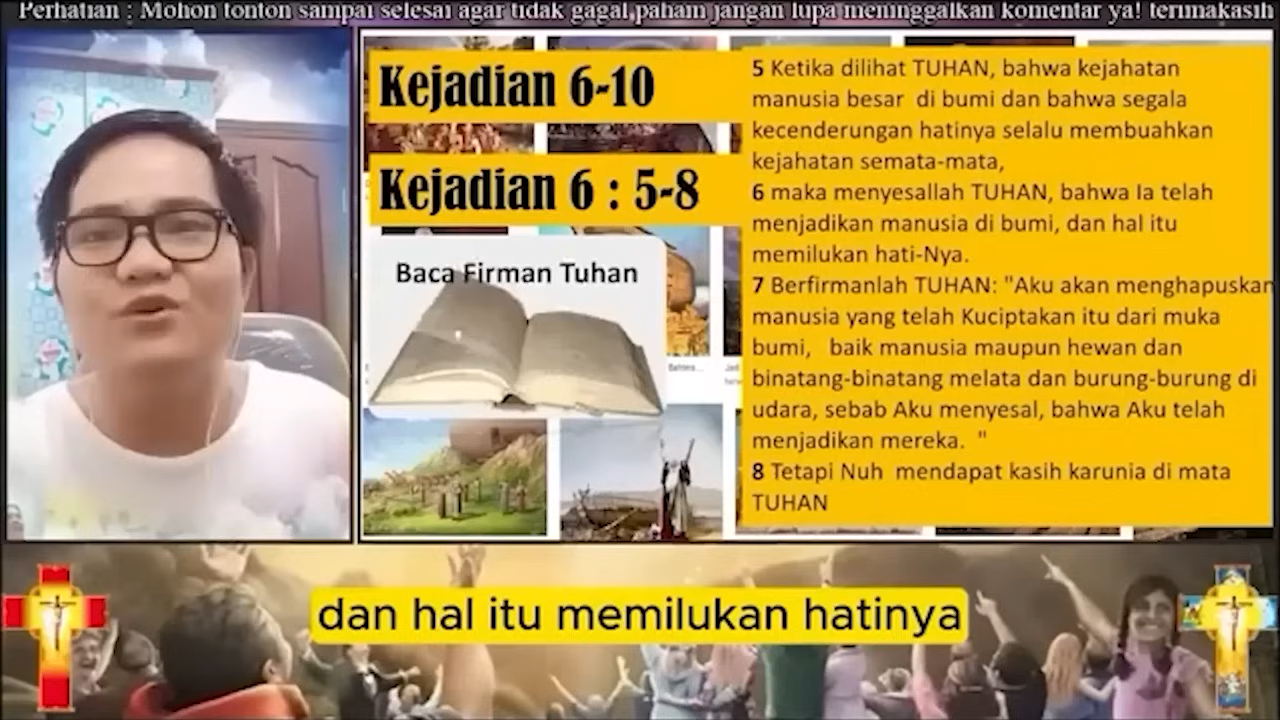 Perhatian : Mohon tonton sampai selesai agar tidak gagal paham jangan lupa meninggalkan komentar ya! terimakasih
Kejadian 6-10
Kejadian 6 : 5-8
Baca Firman Tuhan
5 Ketika dilihat TUHAN, bahwa kejahatan
manusia besar di bumi dan bahwa segala
kecenderungan hatinya selalu membuahkan
kejahatan semata-mata,
6 maka menyesallah TUHAN, bahwa Ia telah
menjadikan manusia di bumi, dan hal itu
memilukan hati-Nya.
7 Berfirmanlah TUHAN: "Aku akan menghapuskan
manusia yang telah Kuciptakan itu dari muka
bumi, baik manusia maupun hewan dan
binatang-binatang melata dan burung-burung di
udara, sebab Aku menyesal, bahwa Aku telah
menjadikan mereka. "
8 Tetapi Nuh mendapat kasih karunia di mata
TUHAN
dan hal itu memilukan hatinya